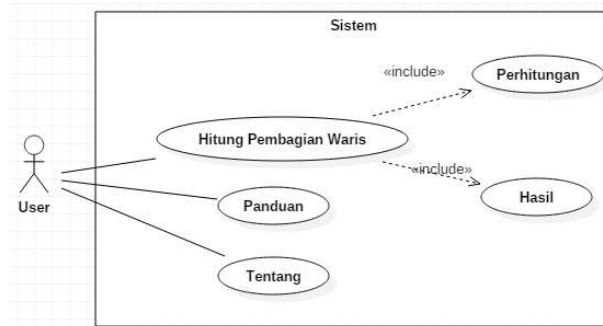 Sistem
«include»
Perhitungan
Hitung Pembagian Waris
«include»
Hasil
User
Panduan
Tentang